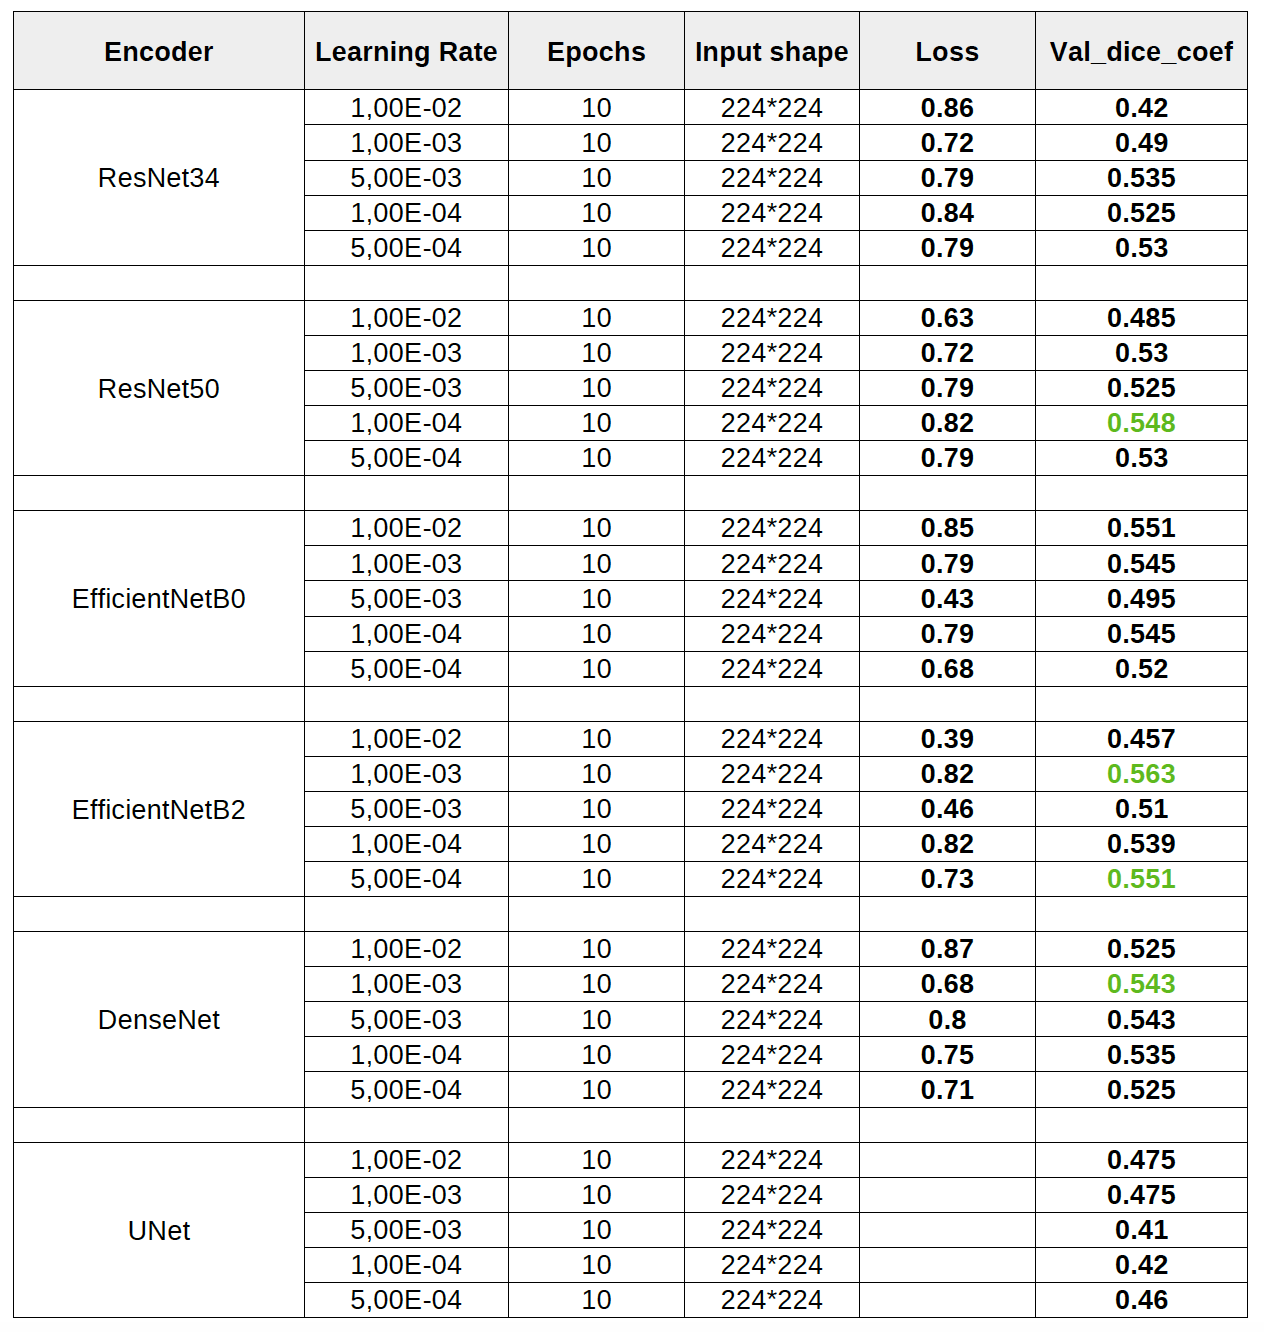 Encoder Learning Rate Epochs Input shape Loss Val_dice_coef
1,00E-02 10 224*224 0.86 0.42
1,00E-03 10 224*224 0.72 0.49
ResNet34 5,00E-03 10 224*224 0.79 0.535
1,00E-04 10 224*224 0.84 0.525
5,00E-04 10 224*224 0.79 0.53
1,00E-02 10 224*224 0.63 0.485
1,00E-03 10 224*224 0.72 0.53
ResNet50 5,00E-03 10 224*224 0.79 0.525
1,00E-04 10 224*224 0.82 0.548
5,00E-04 10 224*224 0.79 0.53
1,00E-02 10 224*224 0.85 0.551
1,00E-03 10 224*224 0.79 0.545
EfficientNetB0 5,00E-03 10 224*224 0.43 0.495
1,00E-04 10 224*224 0.79 0.545
5,00E-04 10 224*224 0.68 0.52
1,00E-02 10 224*224 0.39 0.457
1,00E-03 10 224*224 0.82 0.563
EfficientNetB2 5,00E-03 10 224*224 0.46 0.51
1,00E-04 10 224*224 0.82 0.539
5,00E-04 10 224*224 0.73 0.551
1,00E-02 10 224*224 0.87 0.525
1,00E-03 10 224*224 0.68 0.543
DenseNet 5,00E-03 10 224*224 0.8 0.543
1,00E-04 10 224*224 0.75 0.535
5,00E-04 10 224*224 0.71 0.525
1,00E-02 10 224*224 0.475
1,00E-03 10 224*224 0.475
UNet 5,00E-03 10 224*224 0.41
1,00E-04 10 224*224 0.42
5,00E-04 10 224*224 0.46